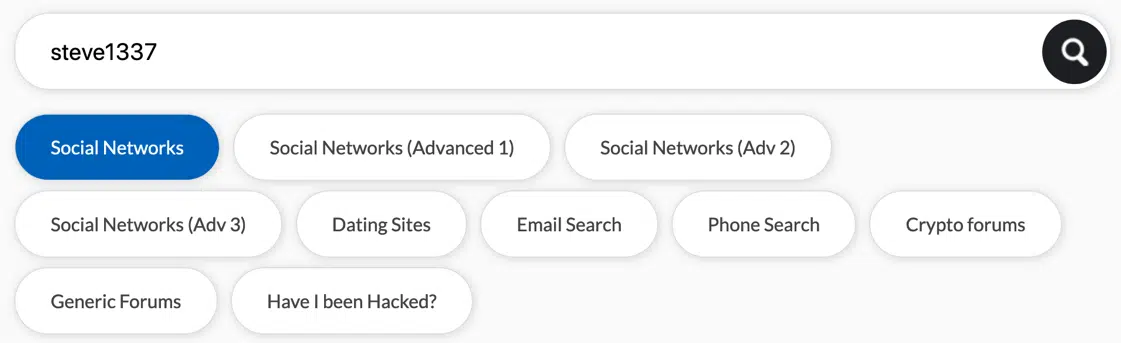 steve1337
Social Networks Social Networks (Advanced 1) Social Networks (Adv 2)
Social Networks (Adv 3) Dating Sites Email Search Phone Search Crypto forums
Generic Forums Have I been Hacked?